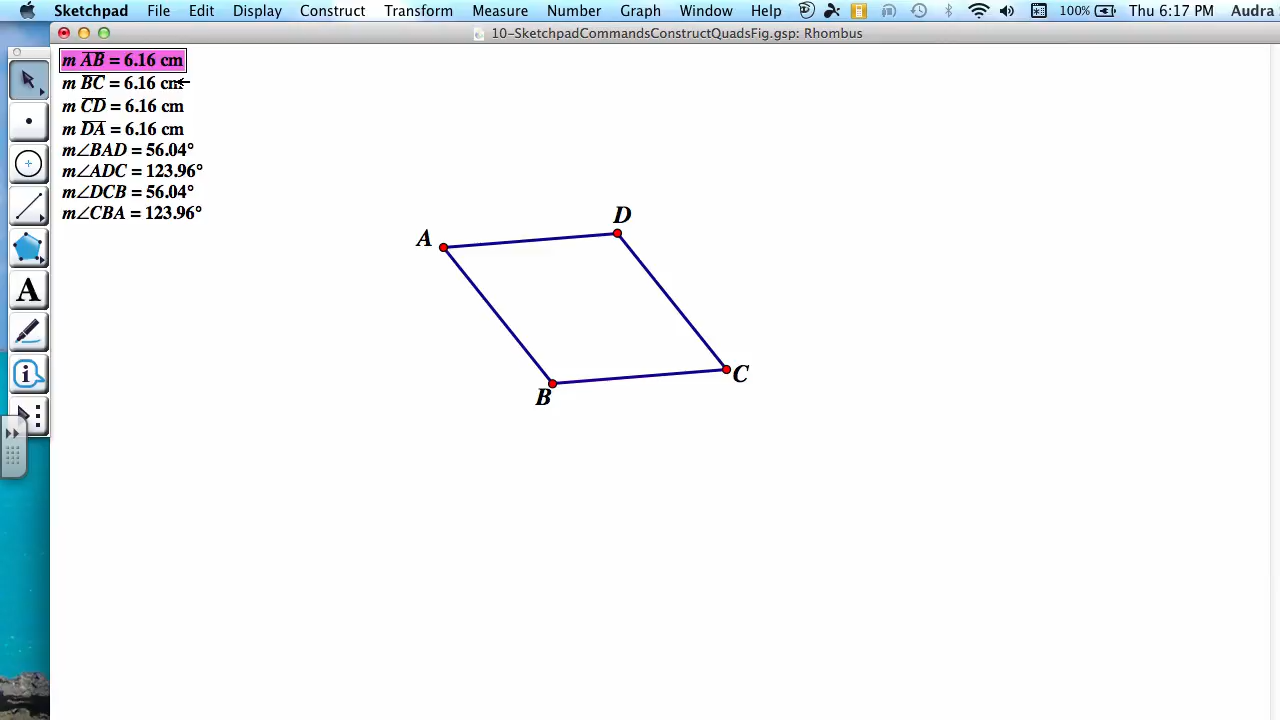 Sketchpad File Edit Display Construct Transform Measure Number Graph Window Help 100% Thu 6:17 PM Audra
10-SketchpadCommandsConstructQuadsFig.gsp: Rhombus
m AB = 6.16 cm
m BC = 6.16 cm
m CD = 6.16 cm
m DA = 6.16 cm
m∠BAD = 56.04°
m∠ADC = 123.96°
m∠DCB = 56.04°
m∠CBA = 123.96°
D
A
C
B
A
i